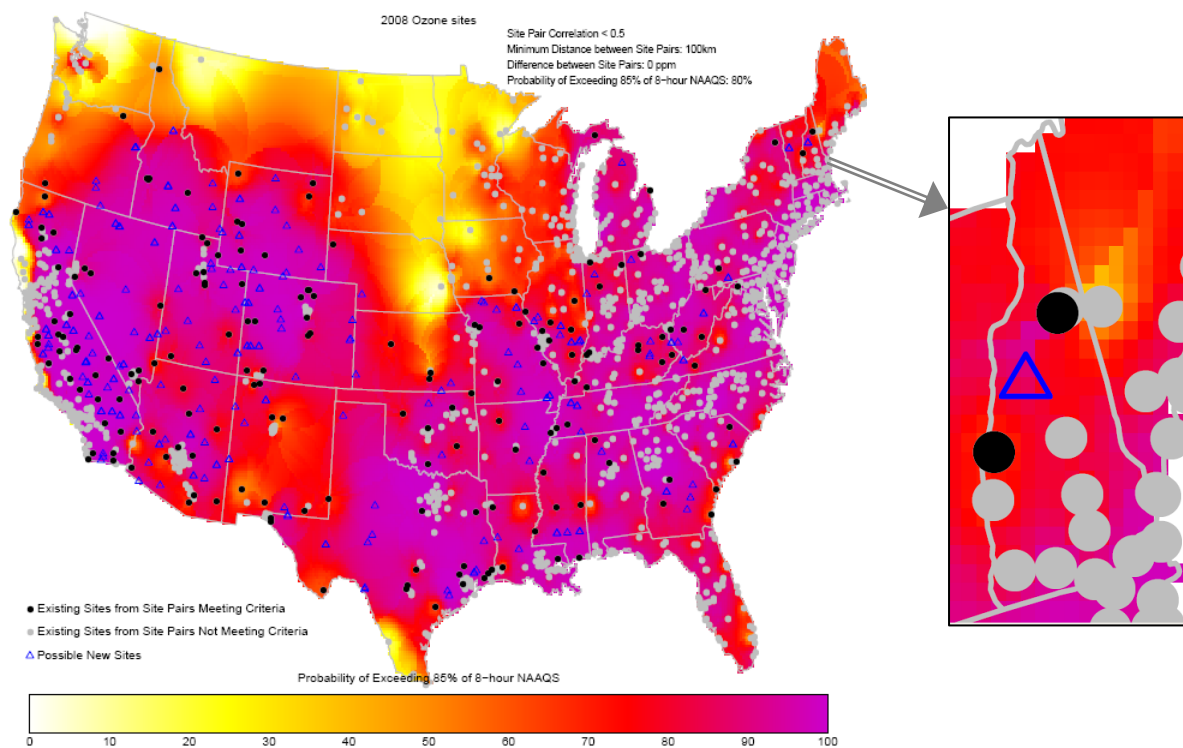 2008 Ozone sites
Site Pair Correlation < 0.5
Minimum Distance between Site Pairs: 100km
Difference between Site Pairs: 0 ppm
Probability of Exceeding 85% of 8−hour NAAQS: 80%
Existing Sites from Site Pairs Meeting Criteria
Existing Sites from Site Pairs Not Meeting Criteria
Possible New Sites
Probability of Exceeding 85% of 8−hour NAAQS
0 10 20 30 40 50 60 70 80 90 100